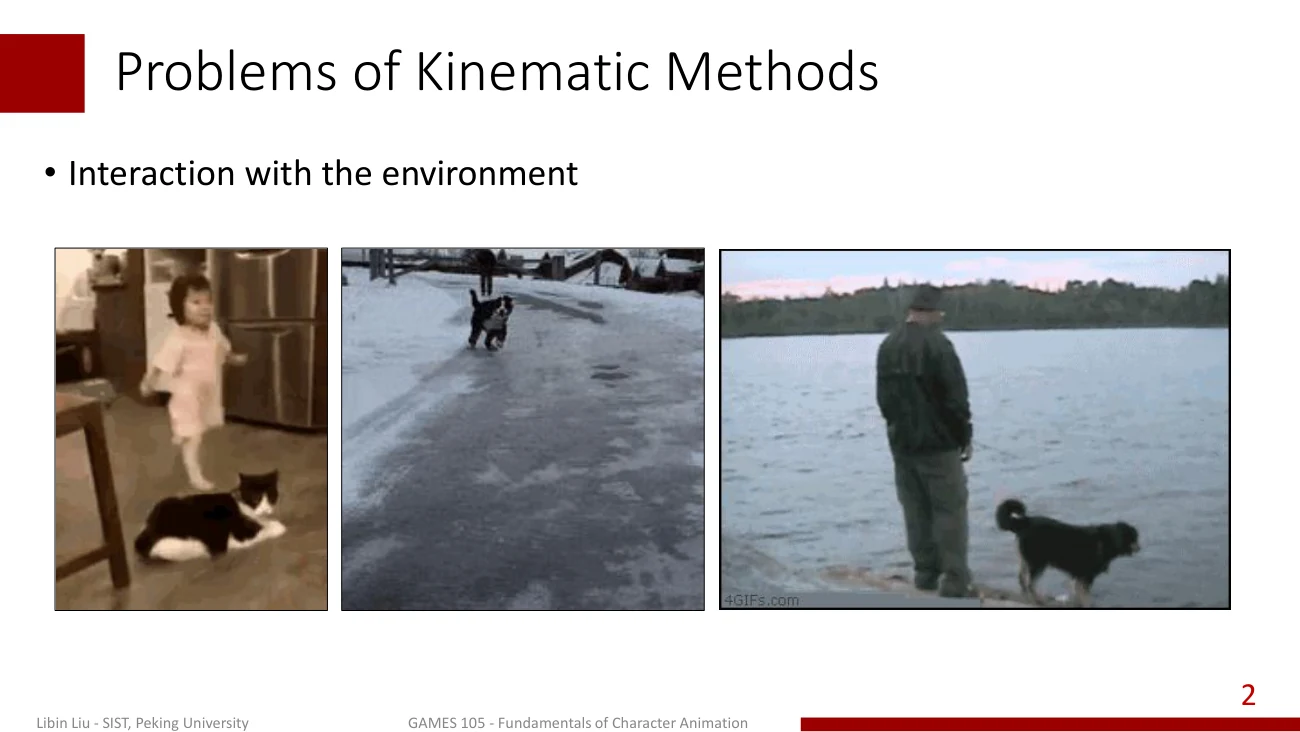 Problems of Kinematic Methods
• Interaction with the environment
4GIFs.com
2
Libin Liu - SIST, Peking University
GAMES 105 - Fundamentals of Character Animation